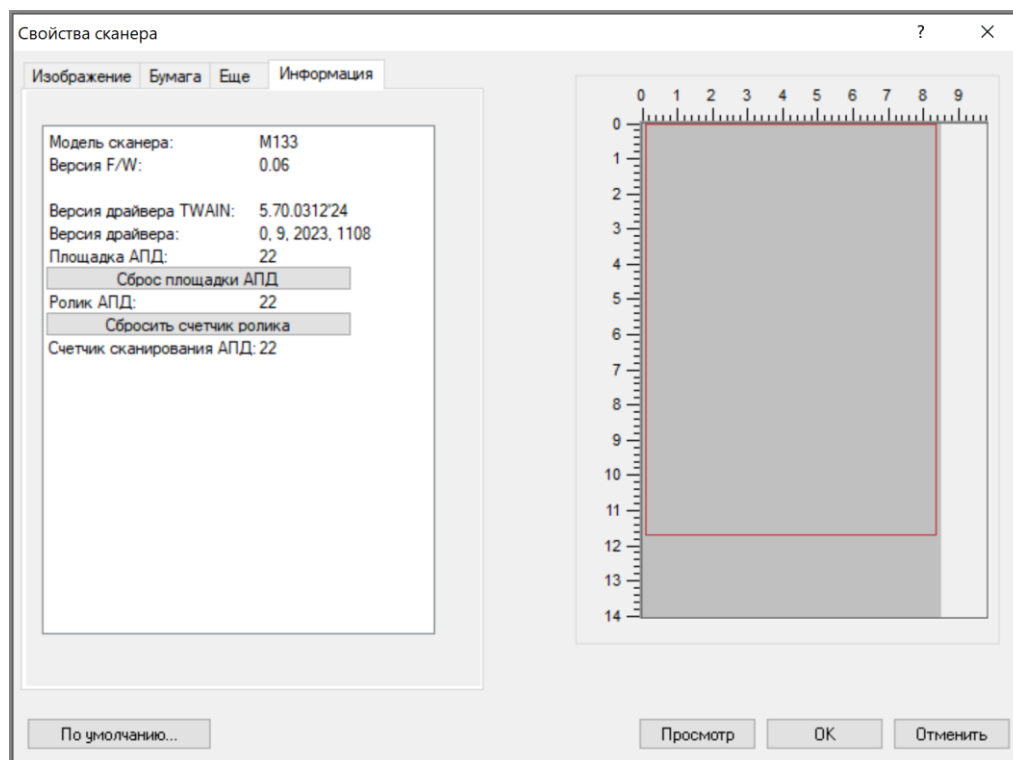 Свойства сканера
?
Изображение Бумага Еще Информация
Модель сканера: M133
Версия F/W: 0.06
Версия драйвера TWAIN: 5.70.0312'24
Версия драйвера: 0, 9, 2023, 1108
Площадка АПД: 22
Сброс площадки АПД
Ролик АПД: 22
Сбросить счетчик ролика
Счетчик сканирования АПД: 22
0 1 2 3 4 5 6 7 8 9
0
1
2
3
4
5
6
7
8
9
10
11
12
13
14
По умолчанию... Просмотр OK Отменить